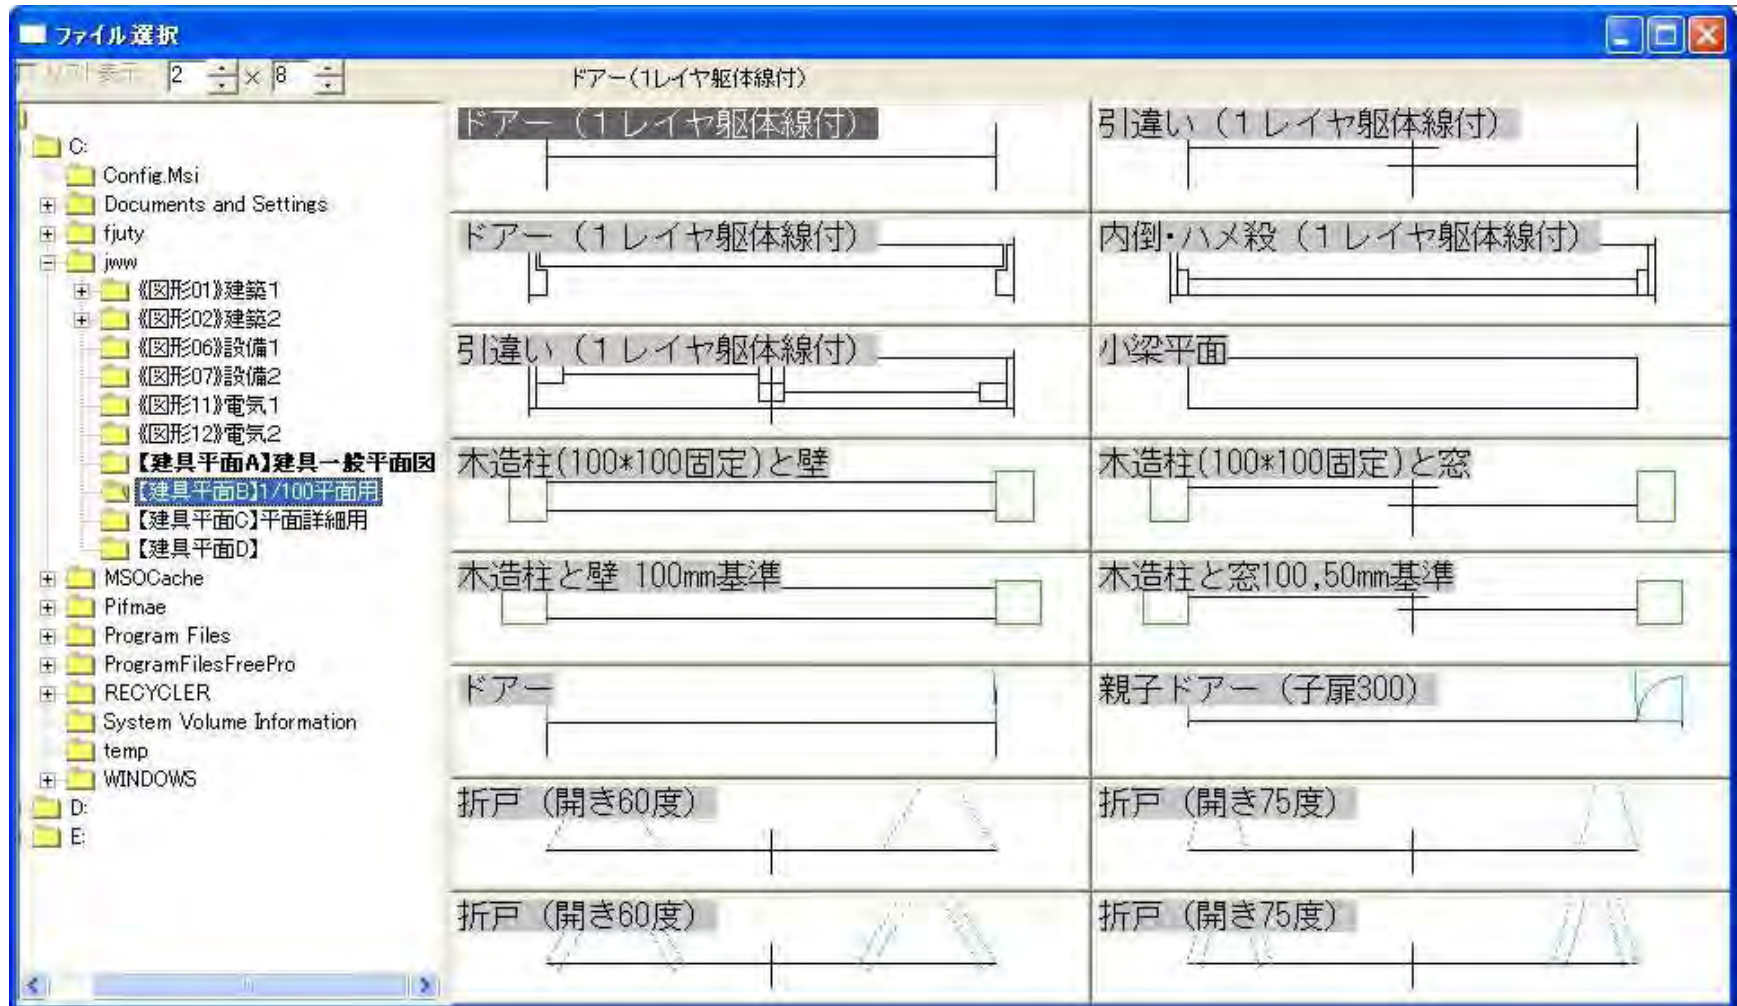 ファイル選択
リスト表示 2 × 8 ドアー(1レイヤ躯体線付)
C:
Config.Msi
Documents and Settings
fjuty
jww
《図形01》建築1
《図形02》建築2
《図形06》設備1
《図形07》設備2
《図形11》電気1
《図形12》電気2
【建具平面A】建具一般平面図
【建具平面B】1/100平面用
【建具平面C】平面詳細用
【建具平面D】
MSOCache
Pifmae
Program Files
ProgramFilesFreePro
RECYCLER
System Volume Information
temp
WINDOWS
D:
E:
ドアー（１レイヤ躯体線付）
引違い（１レイヤ躯体線付）
ドアー（１レイヤ躯体線付）
内倒・ハメ殺（１レイヤ躯体線付）
引違い（１レイヤ躯体線付）
小梁平面
木造柱(100*100固定)と壁
木造柱(100*100固定)と窓
木造柱と壁 100mm基準
木造柱と窓100,50mm基準
ドアー
親子ドアー（子扉300）
折戸（開き60度）
折戸（開き75度）
折戸（開き60度）
折戸（開き75度）